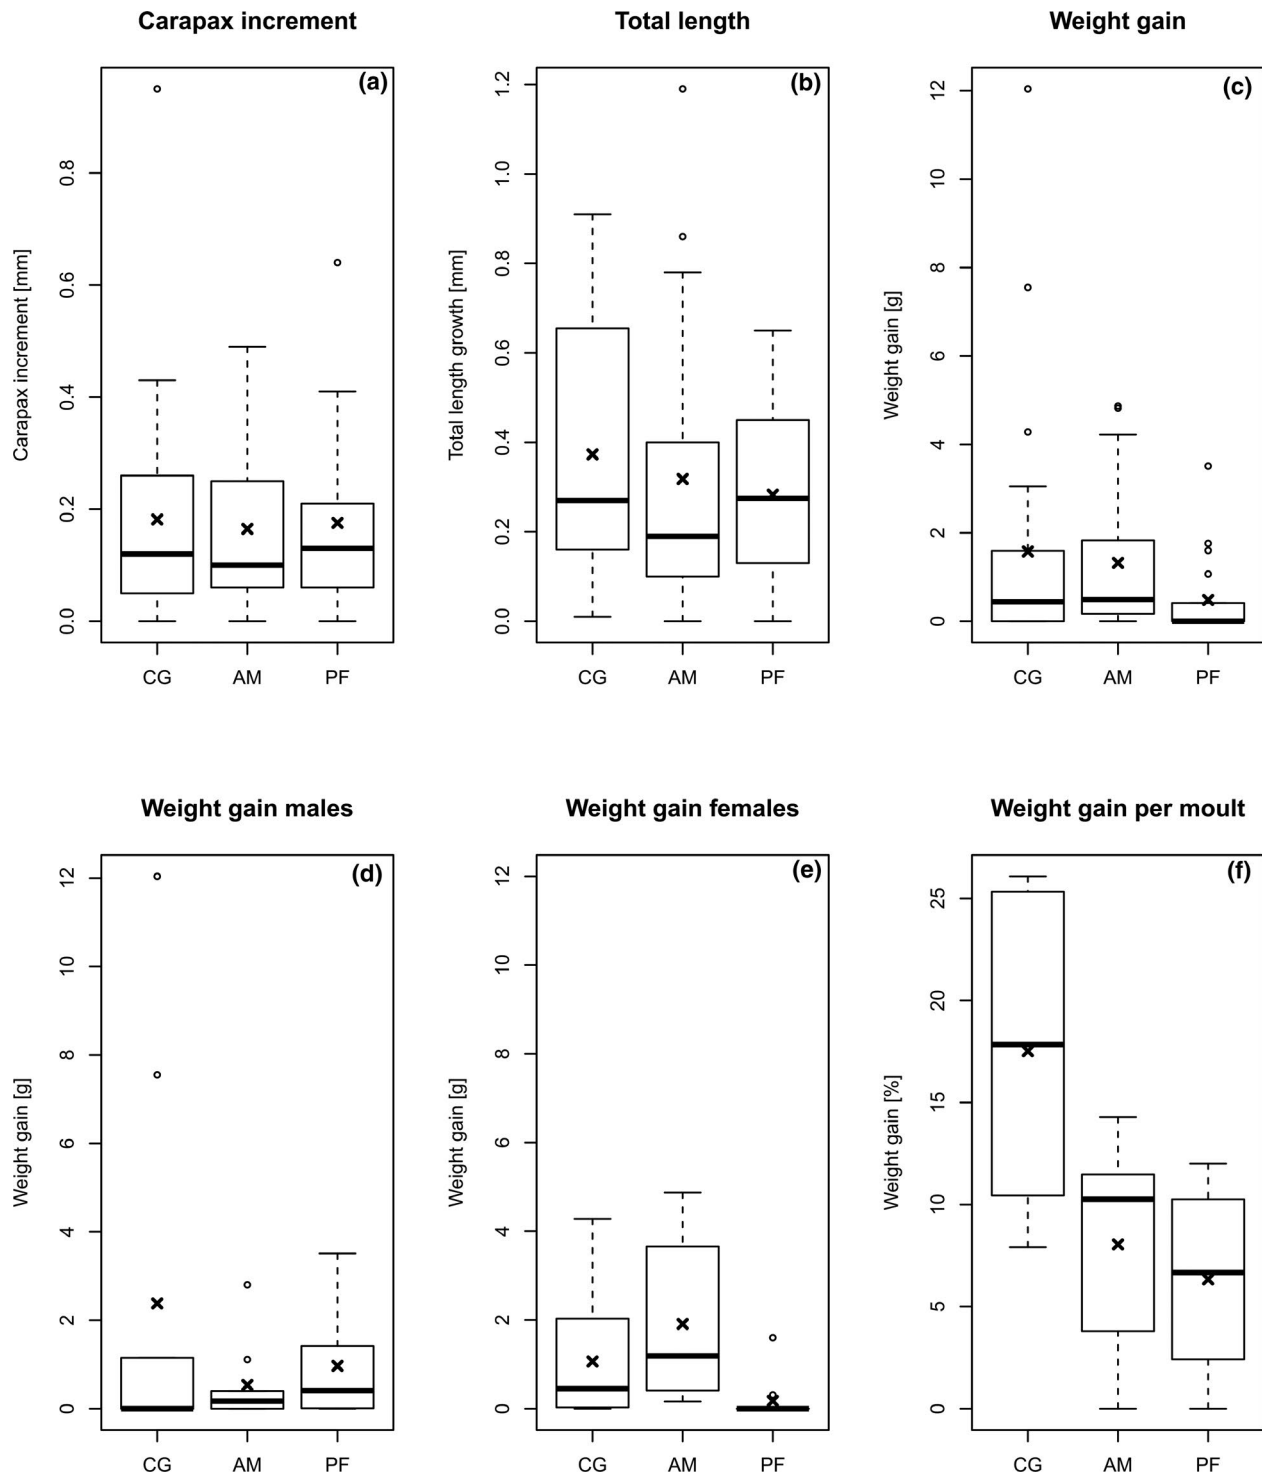 Carapax increment
Total length
Weight gain
(a)
Carapax increment [mm]
0.0
0.2
0.4
0.6
0.8
CG
AM
PF
(b)
Total length growth [mm]
0.0
0.2
0.4
0.6
0.8
1.0
1.2
CG
AM
PF
(c)
Weight gain [g]
0
2
4
6
8
10
12
CG
AM
PF
Weight gain males
Weight gain females
Weight gain per moult
(d)
Weight gain [g]
0
2
4
6
8
10
12
CG
AM
PF
(e)
Weight gain [g]
0
2
4
6
8
10
12
CG
AM
PF
(f)
Weight gain [%]
0
5
10
15
20
25
CG
AM
PF